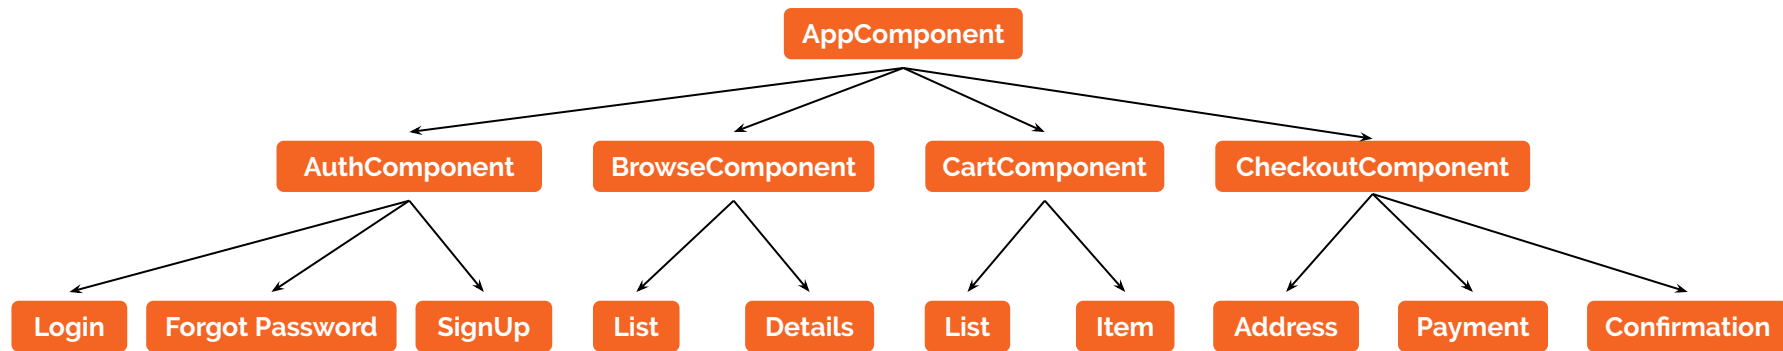 AppComponent
AuthComponent
BrowseComponent
CartComponent
CheckoutComponent
Login
Forgot Password
SignUp
List
Details
List
Item
Address
Payment
Confirmation